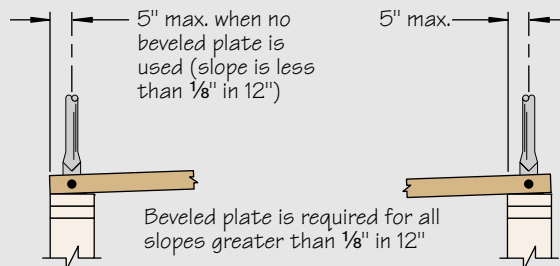 5" max. when no
beveled plate is
used (slope is less
than ⅛" in 12")
5" max.
Beveled plate is required for all
slopes greater than ⅛" in 12"